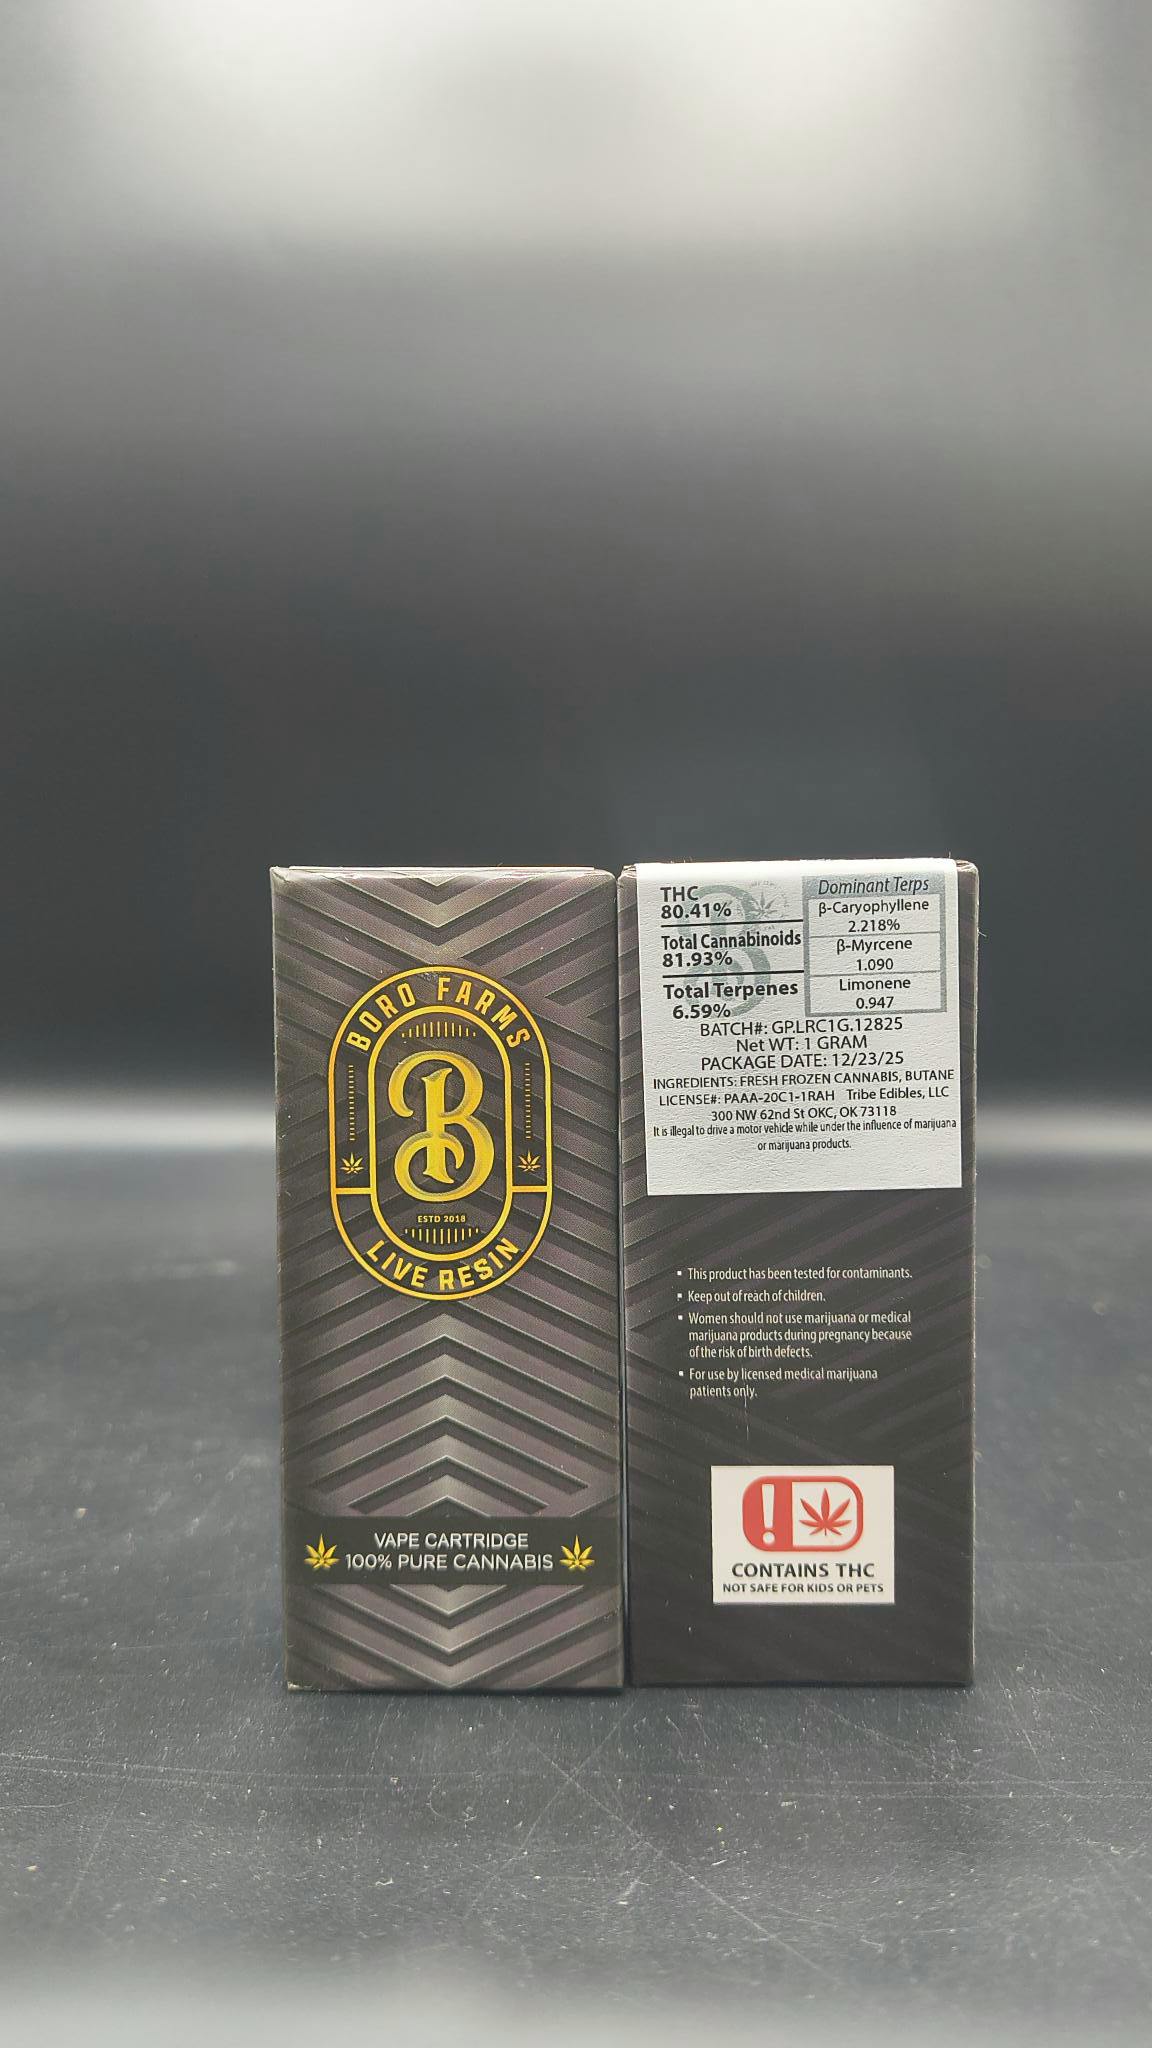 BORO FARMS
B
ESTD 2018
LIVE RESIN
VAPE CARTRIDGE
100% PURE CANNABIS
THC
80.41%
Total Cannabinoids
81.93%
Total Terpenes
6.59%
Dominant Terps
β-Caryophyllene
2.218%
β-Myrcene
1.090
Limonene
0.947
BATCH#: GP.LRC1G.12825
Net WT: 1 GRAM
PACKAGE DATE: 12/23/25
INGREDIENTS: FRESH FROZEN CANNABIS, BUTANE
LICENSE#: PAAA-20C1-1RAH Tribe Edibles, LLC
300 NW 62nd St OKC, OK 73118
It is illegal to drive a motor vehicle while under the influence of marijuana
or marijuana products.
▪ This product has been tested for contaminants.
▪ Keep out of reach of children.
▪ Women should not use marijuana or medical
marijuana products during pregnancy because
of the risk of birth defects.
▪ For use by licensed medical marijuana
patients only.
!
CONTAINS THC
NOT SAFE FOR KIDS OR PETS